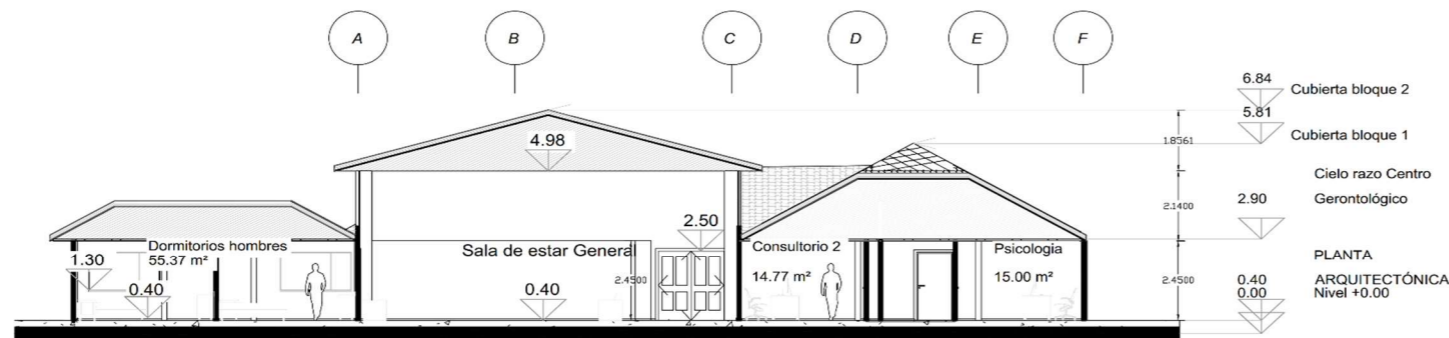 A B C D E F
6.84 Cubierta bloque 2
5.81
Cubierta bloque 1
4.98
1.8561
Cielo razo Centro
2.90 Gerontológico
2.1400
2.50
Dormitorios hombres
55.37 m²
Sala de estar General
Consultorio 2
14.77 m²
Psicologia
15.00 m²
1.30
0.40
0.40
2.4500
2.4500
PLANTA
0.40 ARQUITECTÓNICA
0.00 Nivel +0.00